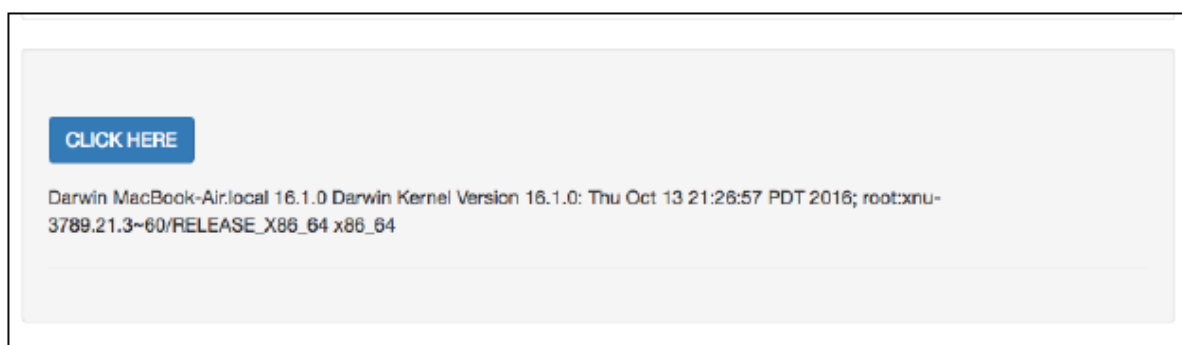 CLICK HERE
Darwin MacBook-Air.local 16.1.0 Darwin Kernel Version 16.1.0: Thu Oct 13 21:26:57 PDT 2016; root:xnu-
3789.21.3~60/RELEASE_X86_64 x86_64